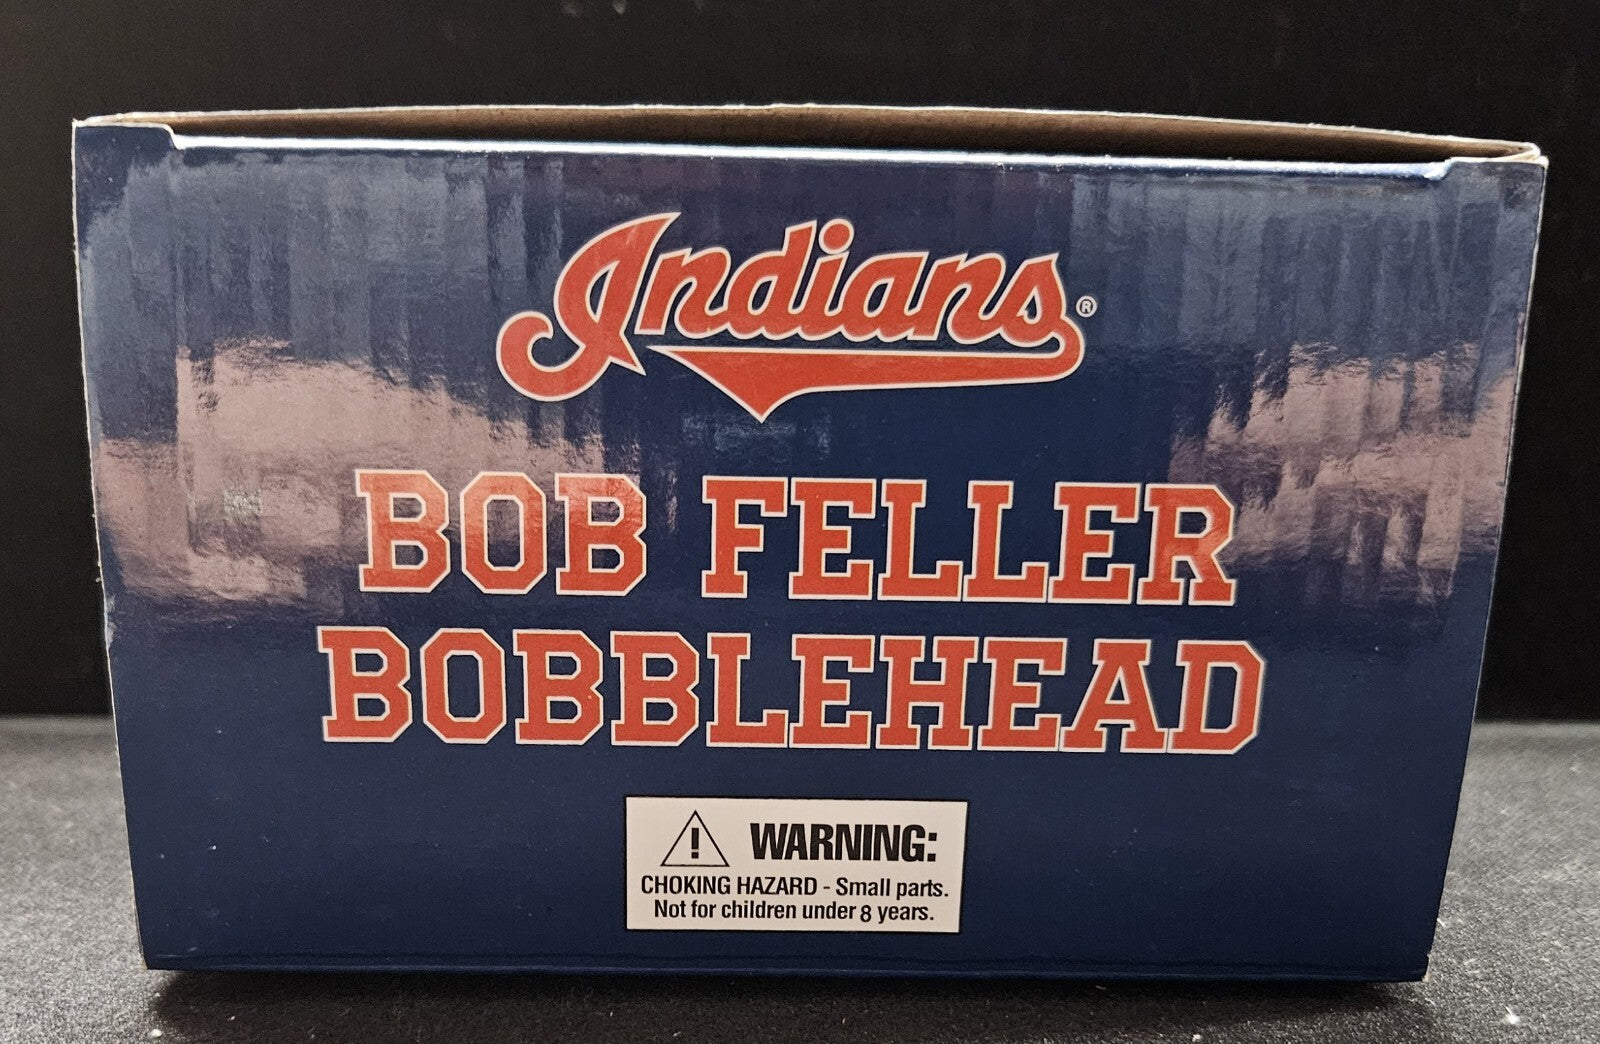 Indians®
BOB FELLER
BOBBLEHEAD
WARNING:
CHOKING HAZARD - Small parts.
Not for children under 8 years.